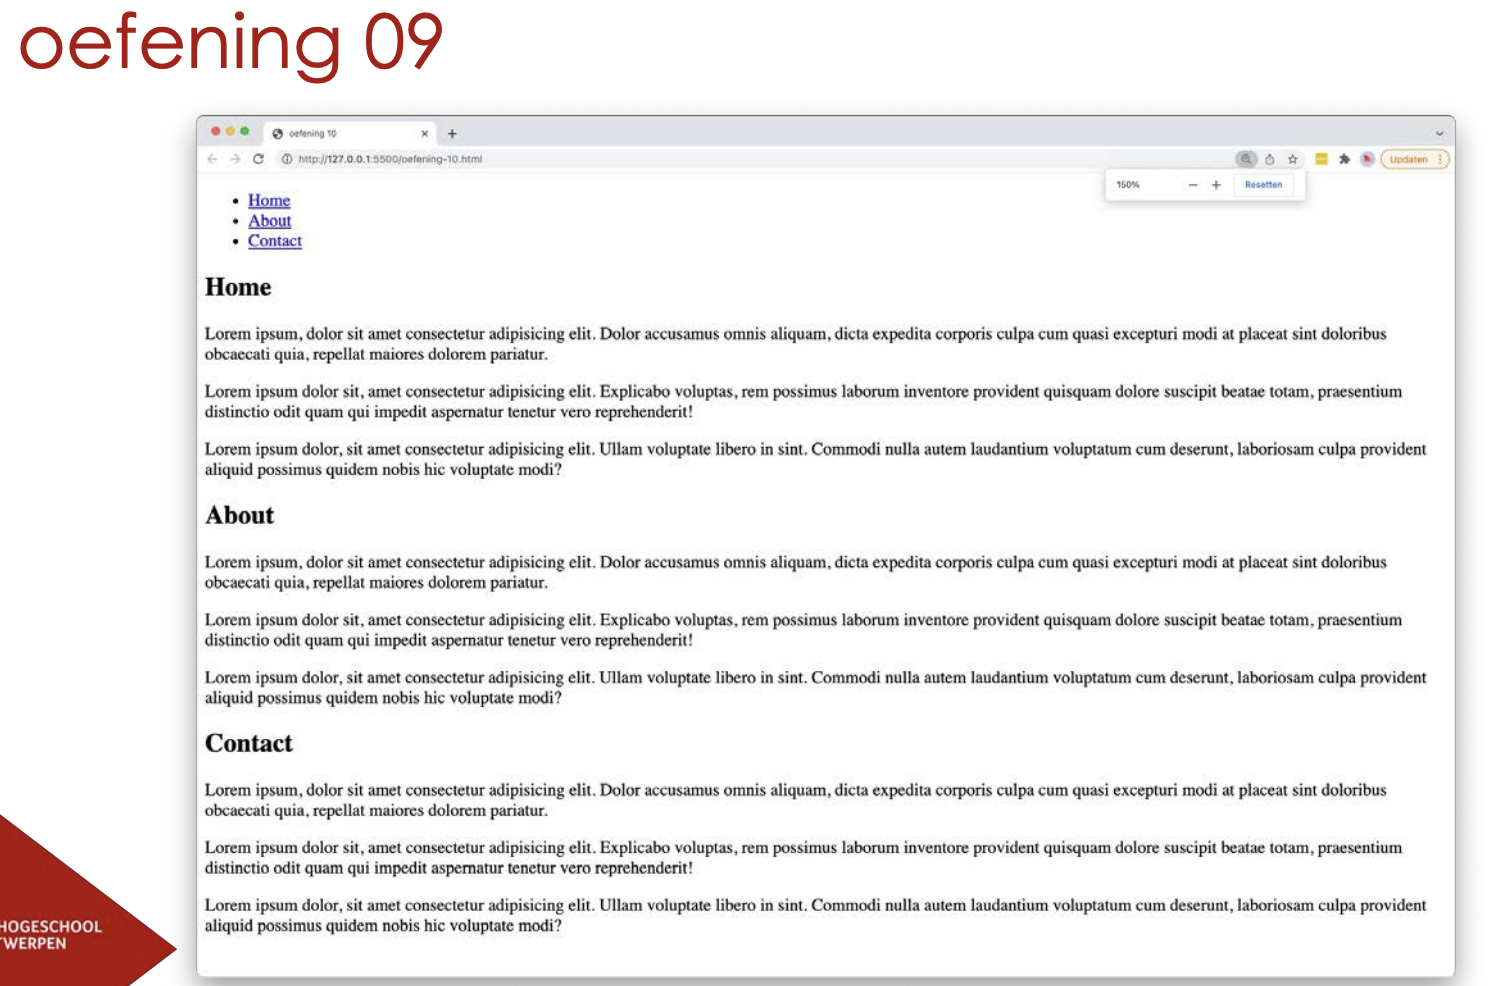 oefening 09
oefening 10
http://127.0.0.1:5500/oefening-10.html
Updaten
150%
Resetten
Home
About
Contact
Home
Lorem ipsum, dolor sit amet consectetur adipisicing elit. Dolor accusamus omnis aliquam, dicta expedita corporis culpa cum quasi excepturi modi at placeat sint doloribus
obcaecati quia, repellat maiores dolorem pariatur.
Lorem ipsum dolor sit, amet consectetur adipisicing elit. Explicabo voluptas, rem possimus laborum inventore provident quisquam dolore suscipit beatae totam, praesentium
distinctio odit quam qui impedit aspernatur tenetur vero reprehenderit!
Lorem ipsum dolor, sit amet consectetur adipisicing elit. Ullam voluptate libero in sint. Commodi nulla autem laudantium voluptatum cum deserunt, laboriosam culpa provident
aliquid possimus quidem nobis hic voluptate modi?
About
Lorem ipsum, dolor sit amet consectetur adipisicing elit. Dolor accusamus omnis aliquam, dicta expedita corporis culpa cum quasi excepturi modi at placeat sint doloribus
obcaecati quia, repellat maiores dolorem pariatur.
Lorem ipsum dolor sit, amet consectetur adipisicing elit. Explicabo voluptas, rem possimus laborum inventore provident quisquam dolore suscipit beatae totam, praesentium
distinctio odit quam qui impedit aspernatur tenetur vero reprehenderit!
Lorem ipsum dolor, sit amet consectetur adipisicing elit. Ullam voluptate libero in sint. Commodi nulla autem laudantium voluptatum cum deserunt, laboriosam culpa provident
aliquid possimus quidem nobis hic voluptate modi?
Contact
Lorem ipsum, dolor sit amet consectetur adipisicing elit. Dolor accusamus omnis aliquam, dicta expedita corporis culpa cum quasi excepturi modi at placeat sint doloribus
obcaecati quia, repellat maiores dolorem pariatur.
Lorem ipsum dolor sit, amet consectetur adipisicing elit. Explicabo voluptas, rem possimus laborum inventore provident quisquam dolore suscipit beatae totam, praesentium
distinctio odit quam qui impedit aspernatur tenetur vero reprehenderit!
Lorem ipsum dolor, sit amet consectetur adipisicing elit. Ullam voluptate libero in sint. Commodi nulla autem laudantium voluptatum cum deserunt, laboriosam culpa provident
aliquid possimus quidem nobis hic voluptate modi?
HOGESCHOOL
TWERPEN